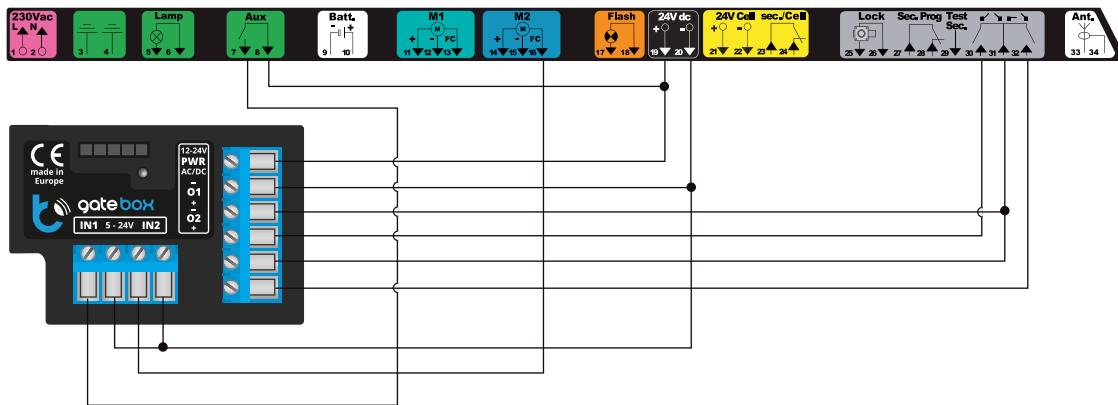 230Vac
L N
1 2
3 4
Lamp
5 6
Aux
7 8
Batt.
- +
9 10
M1
M
+ - FC
11 12 13
M2
M
+ - FC
14 15 16
Flash
17 18
24V dc
+ -
19 20
24V Cell sec./Cell
+ -
21 22 23 24
Lock Sec. Prog Test
Sec.
25 26 27 28 29 30 31 32
Ant.
33 34
CE
made in
Europe
12-24V
PWR
AC/DC
-
O1
+
-
O2
+
gatebox
IN1 5 - 24V IN2